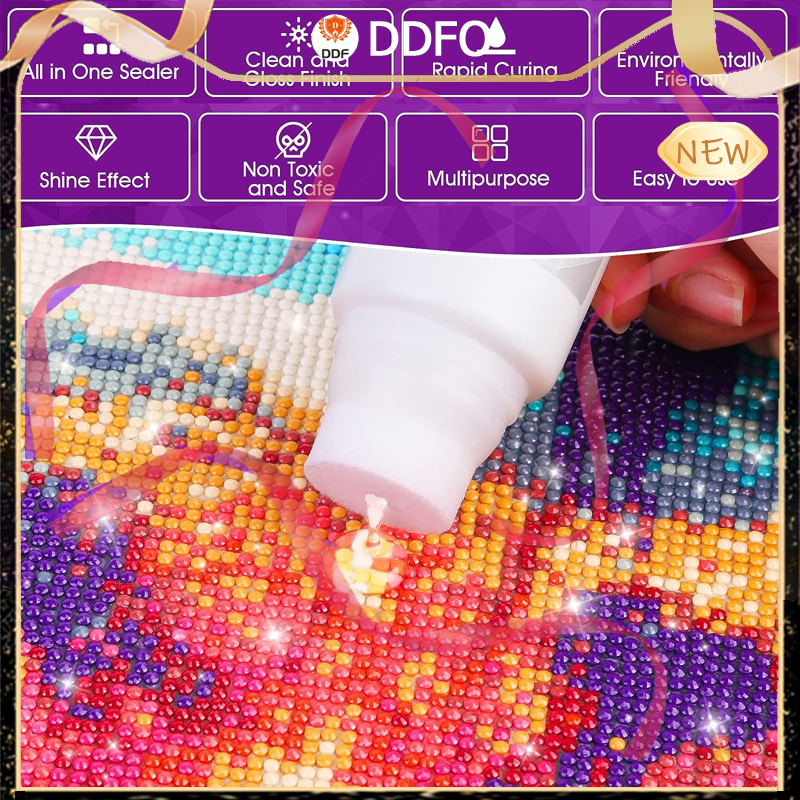 DDF
DDFO
All in One Sealer
Clean and
Gloss Finish
Rapid Curing
Environmentally
Friendly
Shine Effect
Non Toxic
and Safe
Multipurpose
Easy to Use
NEW